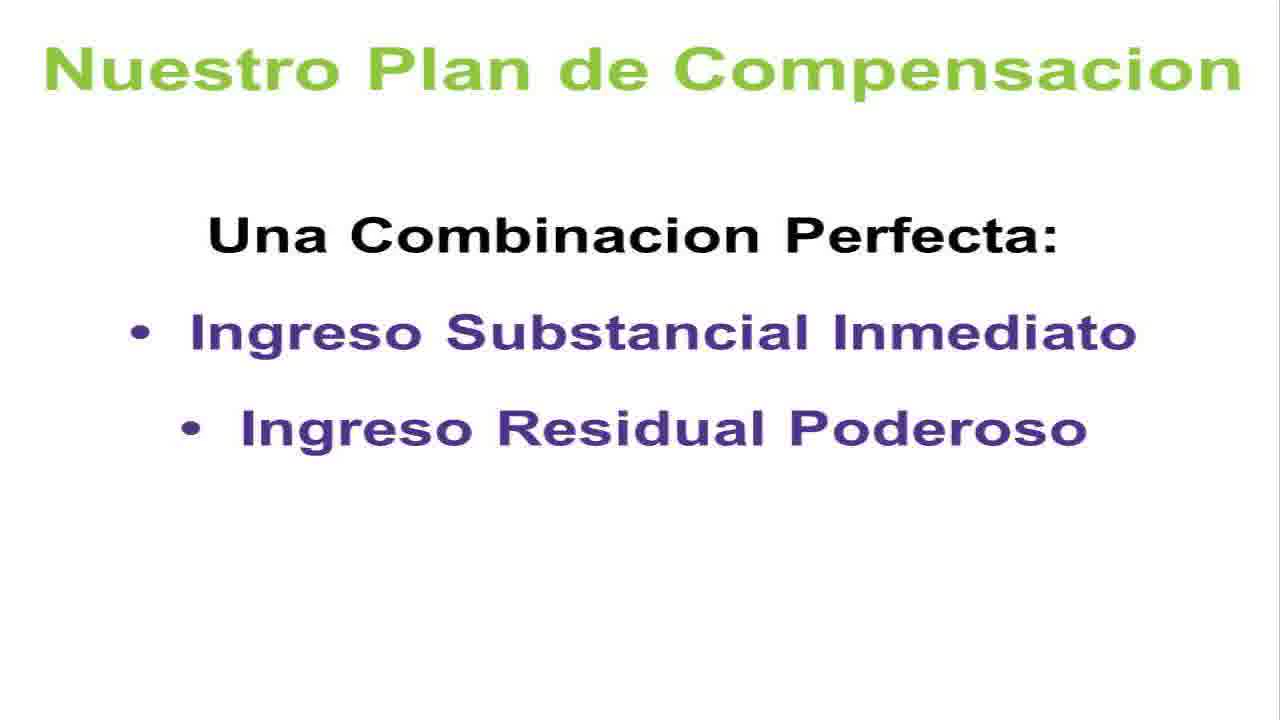 Nuestro Plan de Compensacion
Una Combinacion Perfecta:
• Ingreso Substancial Inmediato
• Ingreso Residual Poderoso